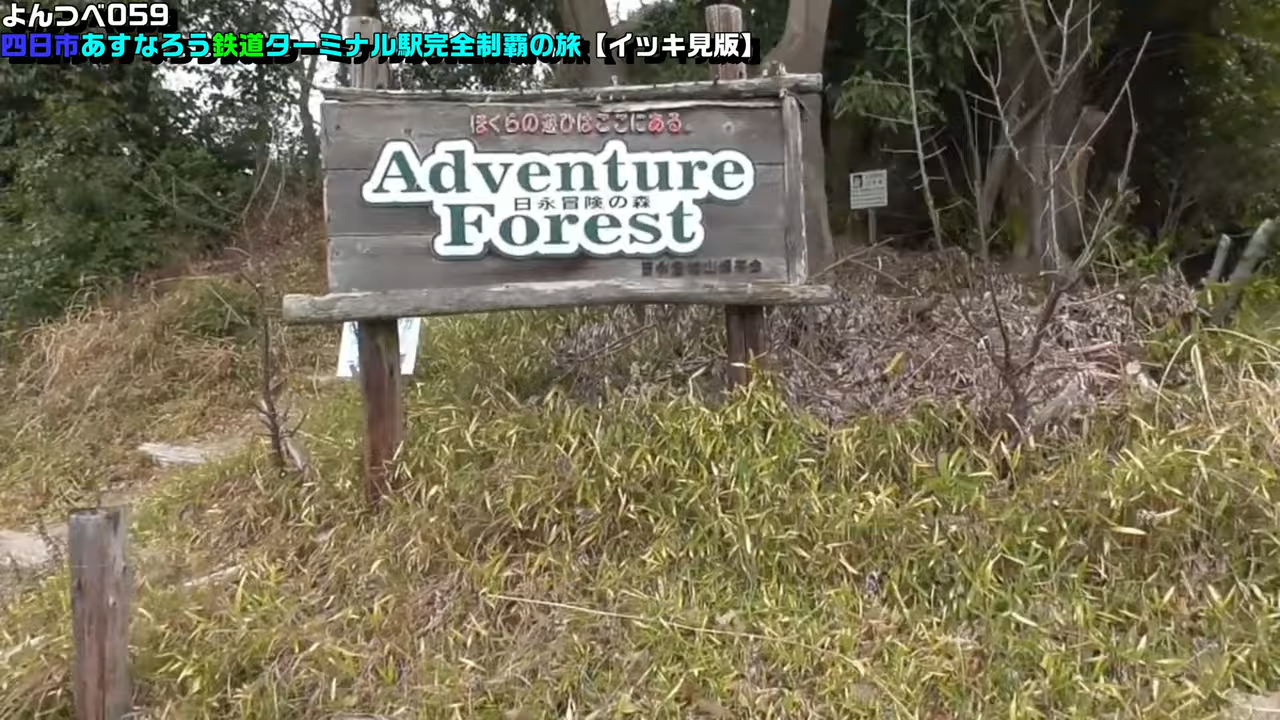 よんつべ059
四日市あすなろう鉄道ターミナル駅完全制覇の旅【イツキ見版】
ぼくらの遊びはここにある。
Adventure
日永冒険の森
Forest